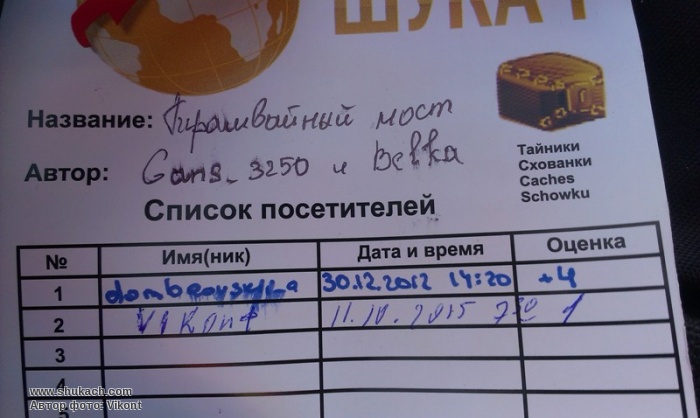 ШУКАЧ
Название: Трамвайный мост
Автор: Gans_3250 и Belka
Тайники
Схованки
Caches
Schowku
Список посетителей
№ Имя(ник) Дата и время Оценка
1 30.12.2012 14:20 +4
2 Vikont 11.10.2015 1
3
4
5
www.shukach.com
Автор фото: Vikont